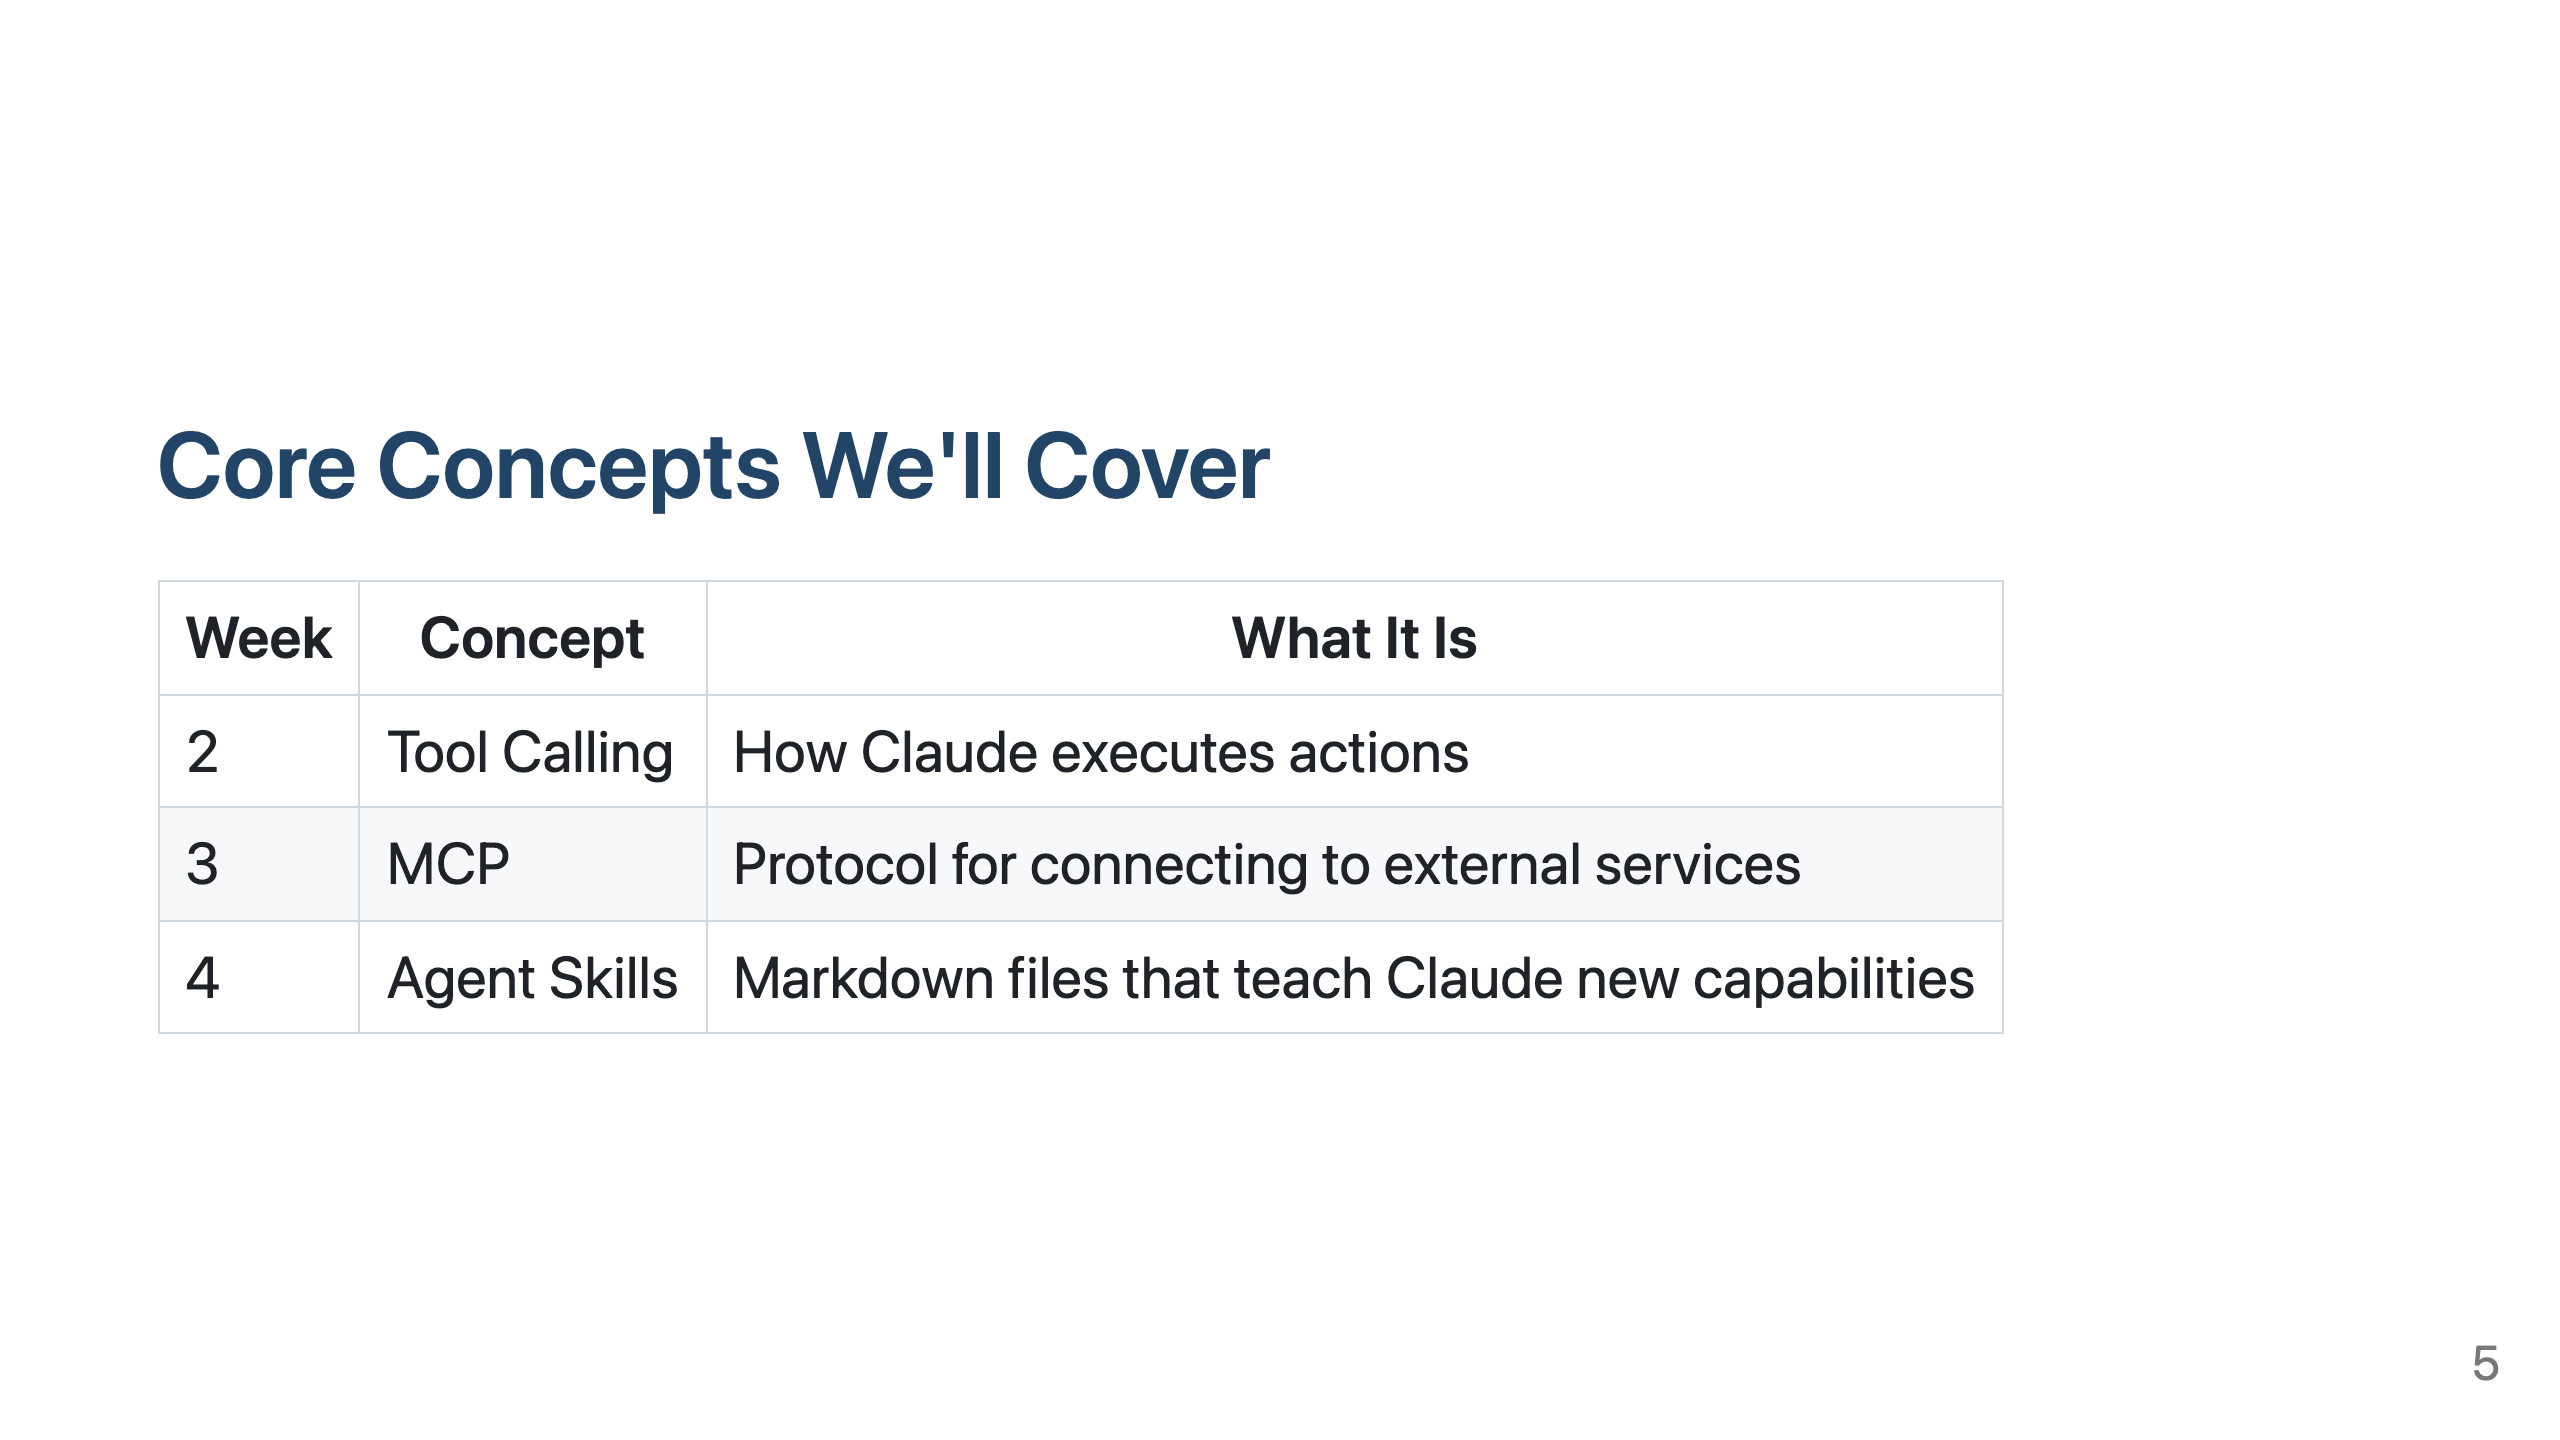 Core Concepts We'll Cover
Week Concept What It Is
2 Tool Calling How Claude executes actions
3 MCP Protocol for connecting to external services
4 Agent Skills Markdown files that teach Claude new capabilities
5